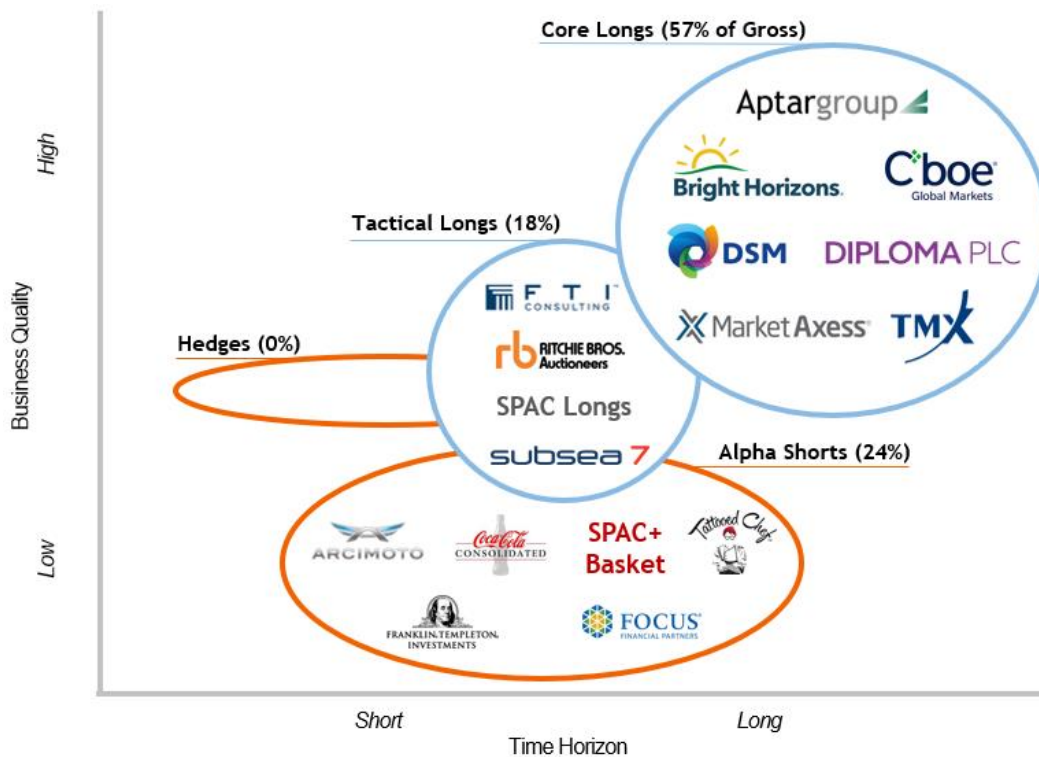 Core Longs (57% of Gross)
Aptargroup
High
Bright Horizons.
Cboe®
Global Markets
Tactical Longs (18%)
DSM
DIPLOMA PLC
FTI™
CONSULTING
MarketAxess®
TMX
Business Quality
Hedges (0%)
rb RITCHIE BROS.
Auctioneers
SPAC Longs
subsea 7
Alpha Shorts (24%)
Low
ARCIMOTO
Coca-Cola
CONSOLIDATED
SPAC+
Basket
Tattooed Chef
FRANKLIN TEMPLETON
INVESTMENTS
FOCUS®
FINANCIAL PARTNERS
Short
Long
Time Horizon